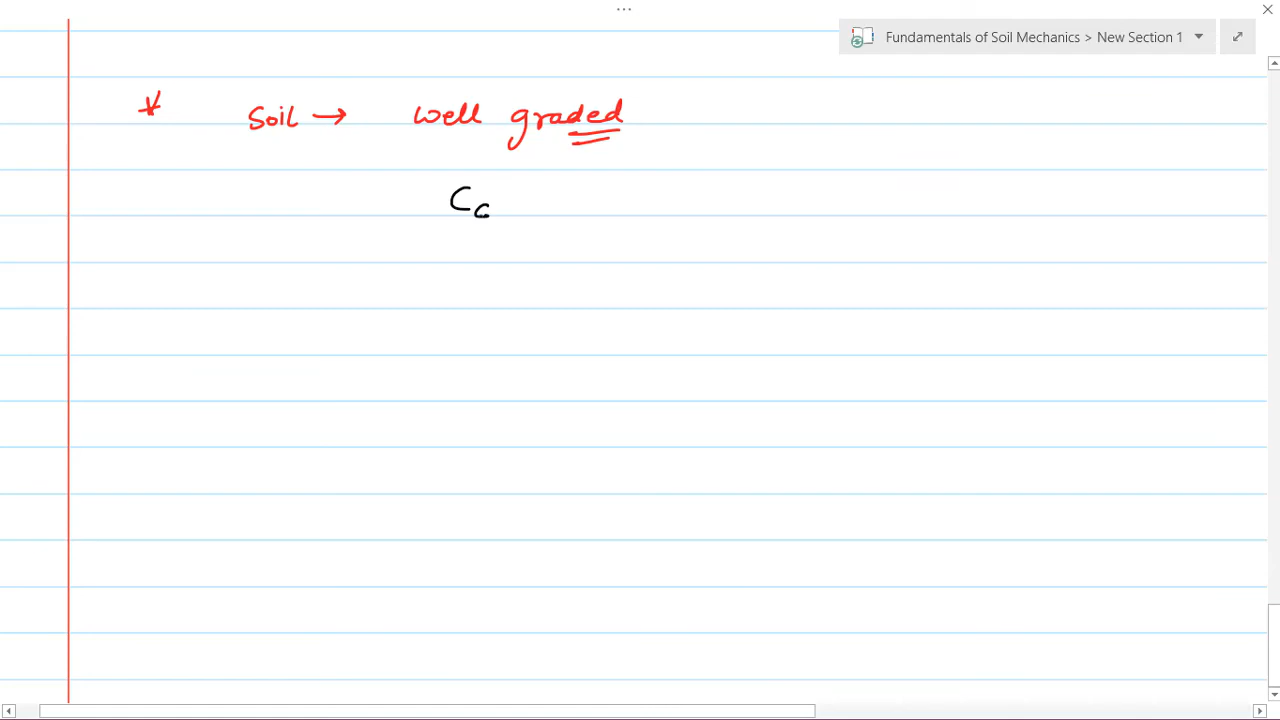 ...
Fundamentals of Soil Mechanics > New Section 1
* Soil → well graded
Cc